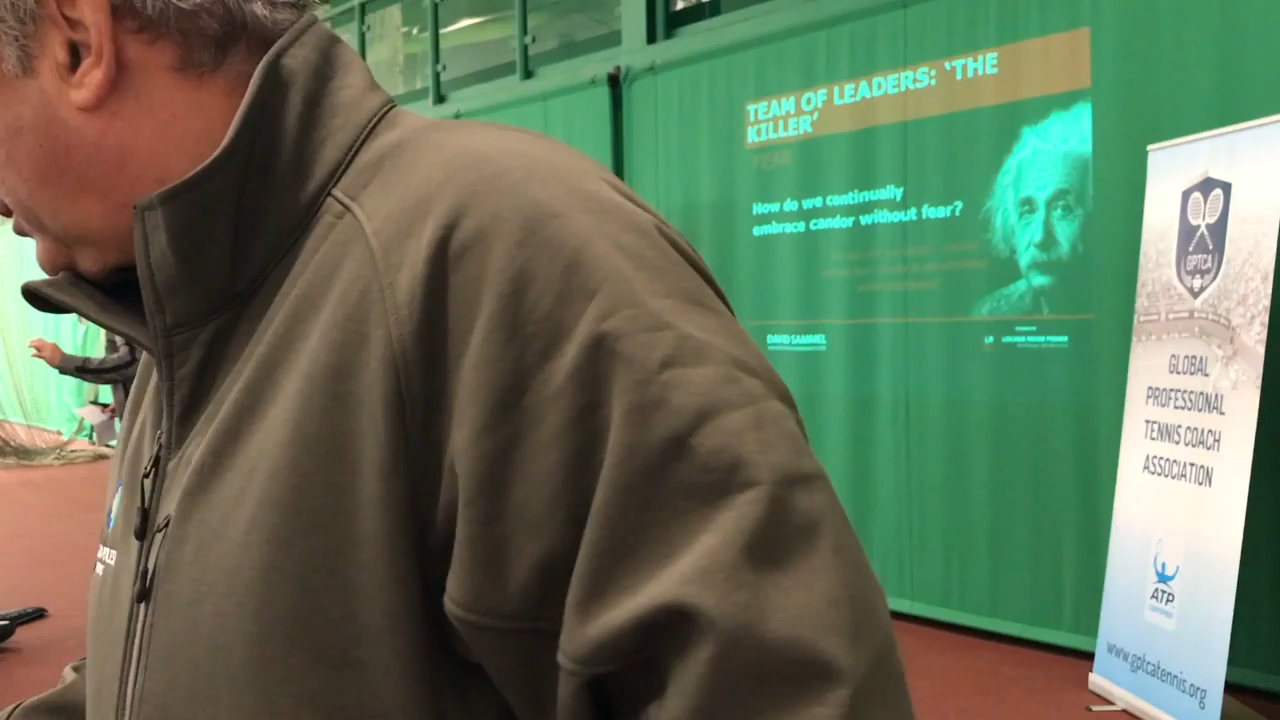 TEAM OF LEADERS: ‘THE
KILLER’
FEAR
How do we continually
embrace candor without fear?
DAVID SAMMEL
GPTCA
GLOBAL
PROFESSIONAL
TENNIS COACH
ASSOCIATION
ATP
www.gptcatennis.org